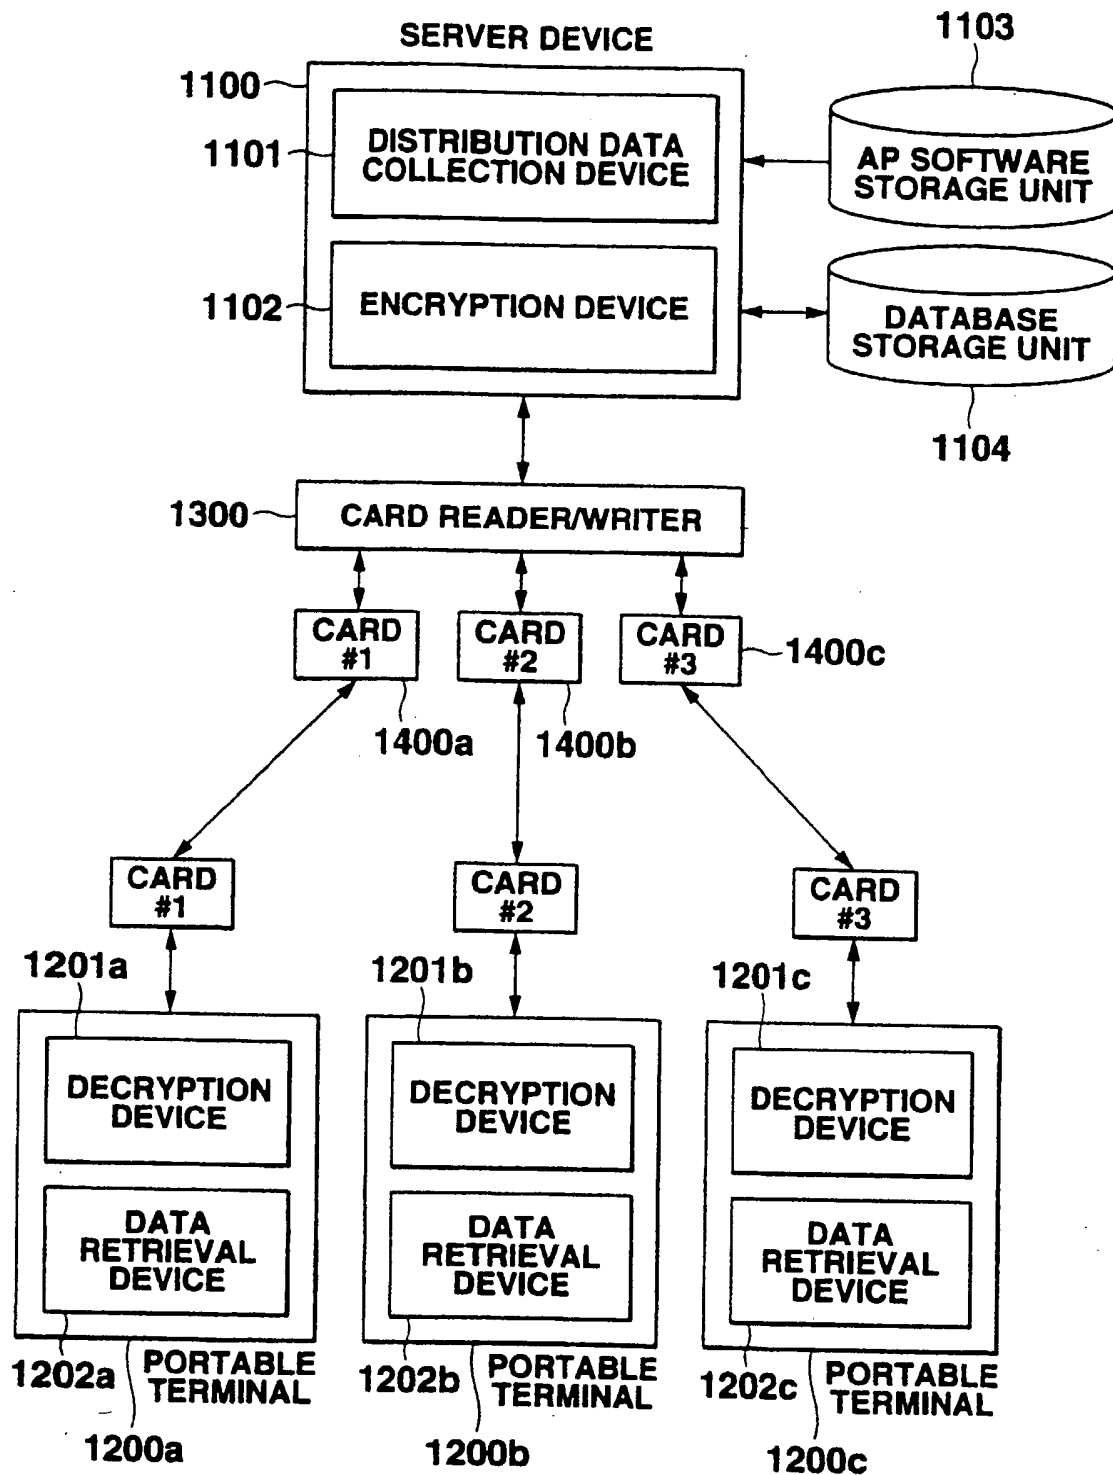 SERVER DEVICE
1103
1100
1101
DISTRIBUTION DATA
COLLECTION DEVICE
AP SOFTWARE
STORAGE UNIT
1102
ENCRYPTION DEVICE
DATABASE
STORAGE UNIT
1104
1300
CARD READER/WRITER
CARD
#1
CARD
#2
CARD
#3
1400c
1400a
1400b
CARD
#1
CARD
#2
CARD
#3
1201a
1201b
1201c
DECRYPTION
DEVICE
DECRYPTION
DEVICE
DECRYPTION
DEVICE
DATA
RETRIEVAL
DEVICE
DATA
RETRIEVAL
DEVICE
DATA
RETRIEVAL
DEVICE
1202a
PORTABLE
TERMINAL
1202b
PORTABLE
TERMINAL
1202c
PORTABLE
TERMINAL
1200a
1200b
1200c